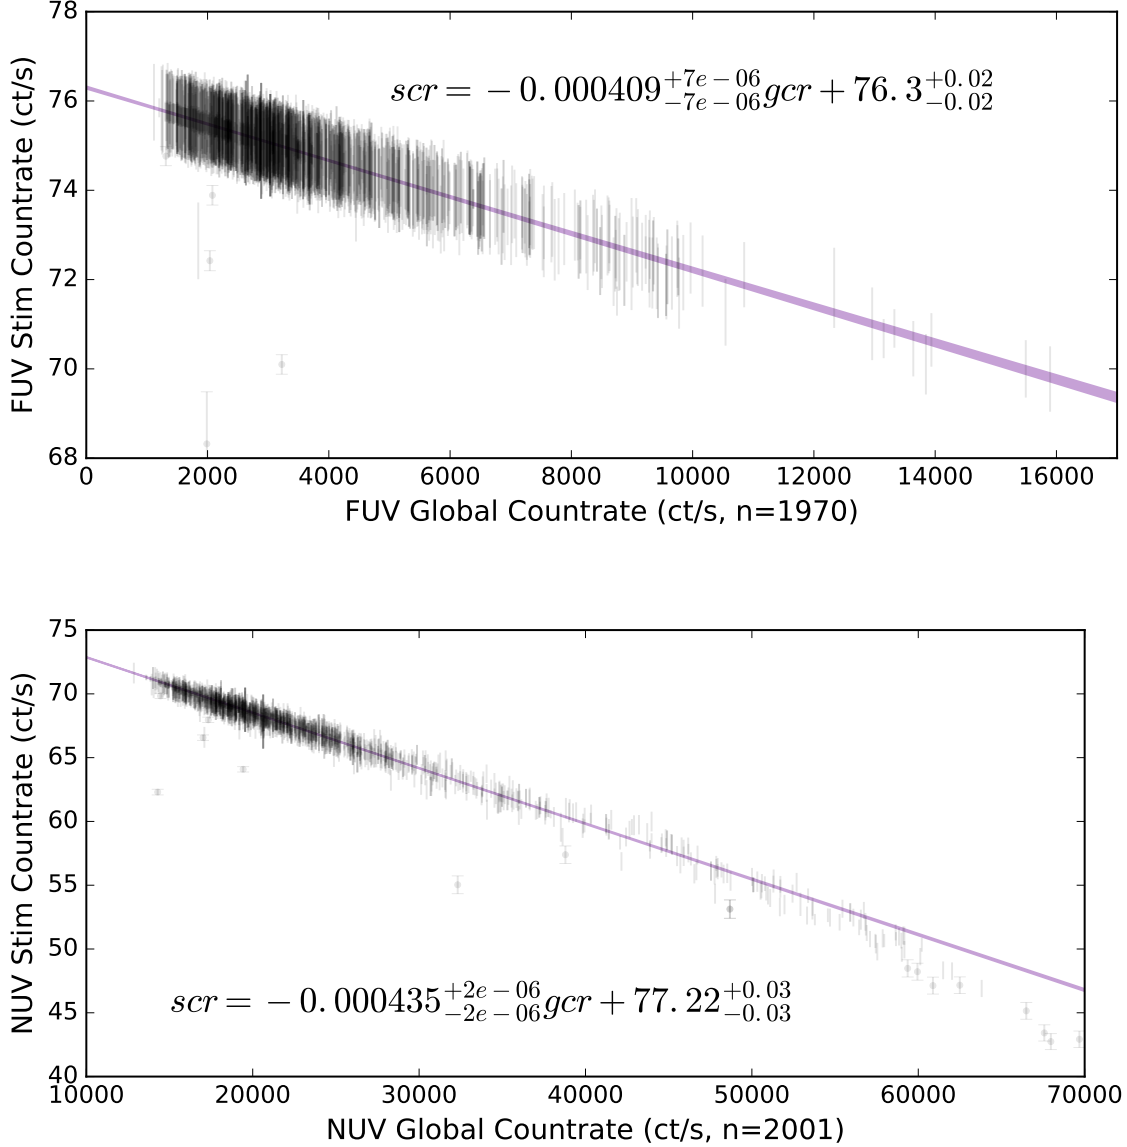 78
76
74
72
70
68
FUV Stim Countrate (ct/s)
scr = −0.000409 +7e−06 −7e−06 gcr + 76.3 +0.02 −0.02
0 2000 4000 6000 8000 10000 12000 14000 16000
FUV Global Countrate (ct/s, n=1970)
75
70
65
60
55
50
45
40
NUV Stim Countrate (ct/s)
scr = −0.000435 +2e−06 −2e−06 gcr + 77.22 +0.03 −0.03
10000 20000 30000 40000 50000 60000 70000
NUV Global Countrate (ct/s, n=2001)